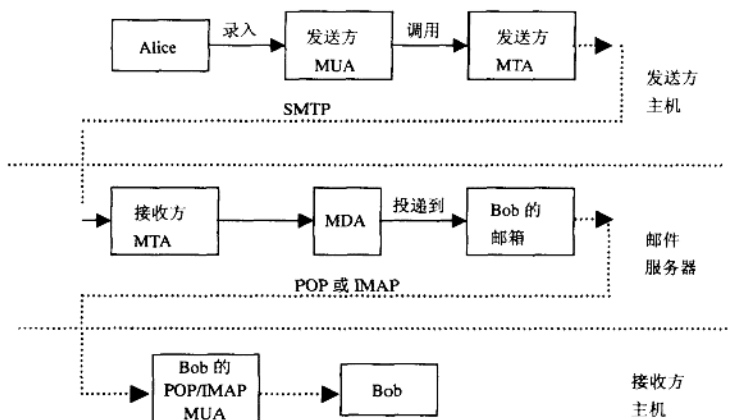 录入
调用
Alice
发送方
MUA
发送方
MTA
发送方
主机
SMTP
接收方
MTA
MDA
投递到
Bob 的
邮箱
邮件
服务器
POP 或 IMAP
Bob 的
POP/IMAP
MUA
Bob
接收方
主机